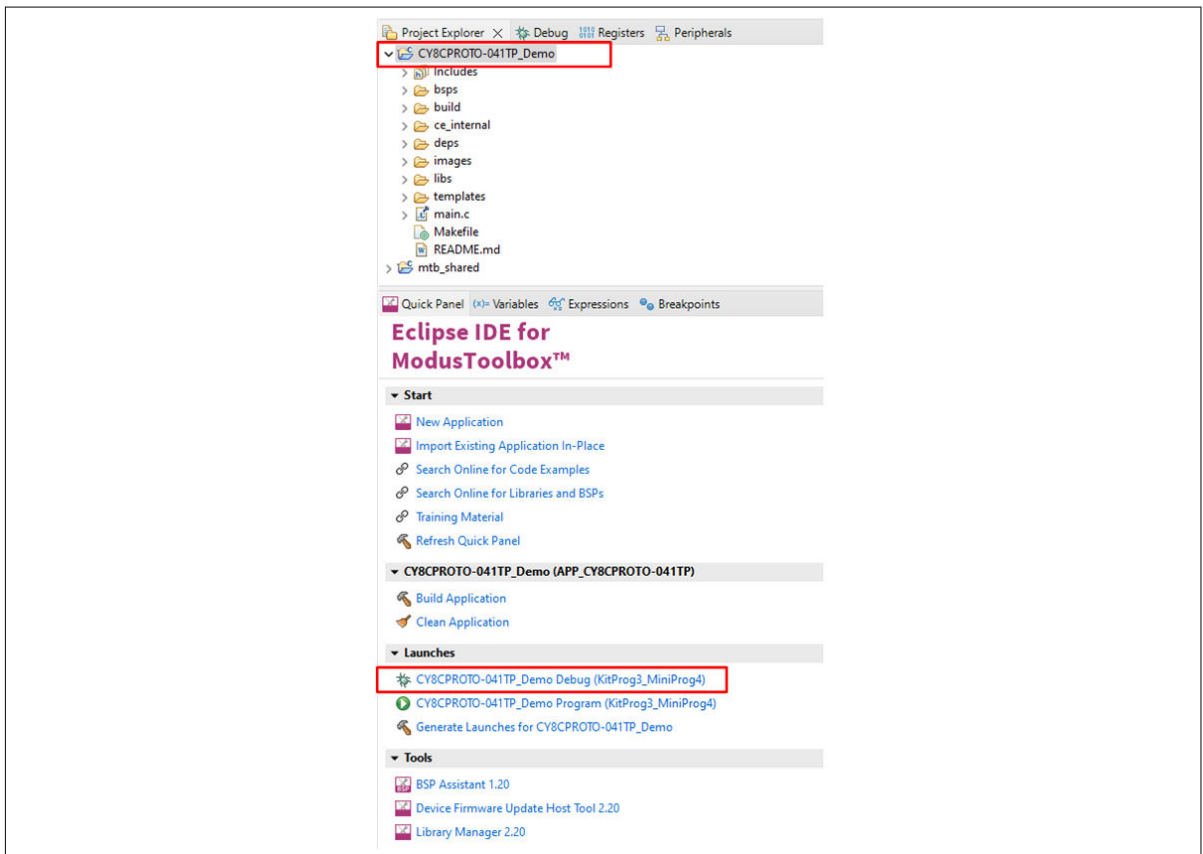 Project Explorer Debug Registers Peripherals
CY8CPROTO-041TP_Demo
Includes
bsps
build
ce_internal
deps
images
libs
templates
main.c
Makefile
README.md
mtb_shared
Quick Panel (x)= Variables Expressions Breakpoints
Eclipse IDE for
ModusToolbox™
Start
New Application
Import Existing Application In-Place
Search Online for Code Examples
Search Online for Libraries and BSPs
Training Material
Refresh Quick Panel
CY8CPROTO-041TP_Demo (APP_CY8CPROTO-041TP)
Build Application
Clean Application
Launches
CY8CPROTO-041TP_Demo Debug (KitProg3_MiniProg4)
CY8CPROTO-041TP_Demo Program (KitProg3_MiniProg4)
Generate Launches for CY8CPROTO-041TP_Demo
Tools
BSP Assistant 1.20
Device Firmware Update Host Tool 2.20
Library Manager 2.20